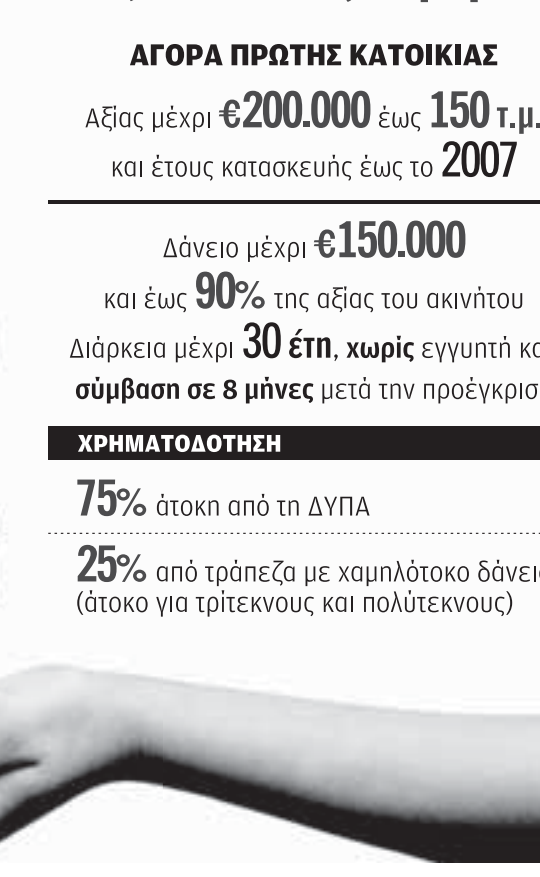 ΑΓΟΡΑ ΠΡΩΤΗΣ ΚΑΤΟΙΚΙΑΣ
Αξίας μέχρι €200.000 έως 150 τ.μ.
και έτους κατασκευής έως το 2007
Δάνειο μέχρι €150.000
και έως 90% της αξίας του ακινήτου
Διάρκεια μέχρι 30 έτη, χωρίς εγγυητή
σύμβαση σε 8 μήνες μετά την
ΧΡΗΜΑΤΟΔΟΤΗΣΗ
75% άτοκη από τη ΔΥΠΑ
25% από τράπεζα με χαμηλότοκο
(άτοκο για τρίτεκνους και πολύτεκνους)